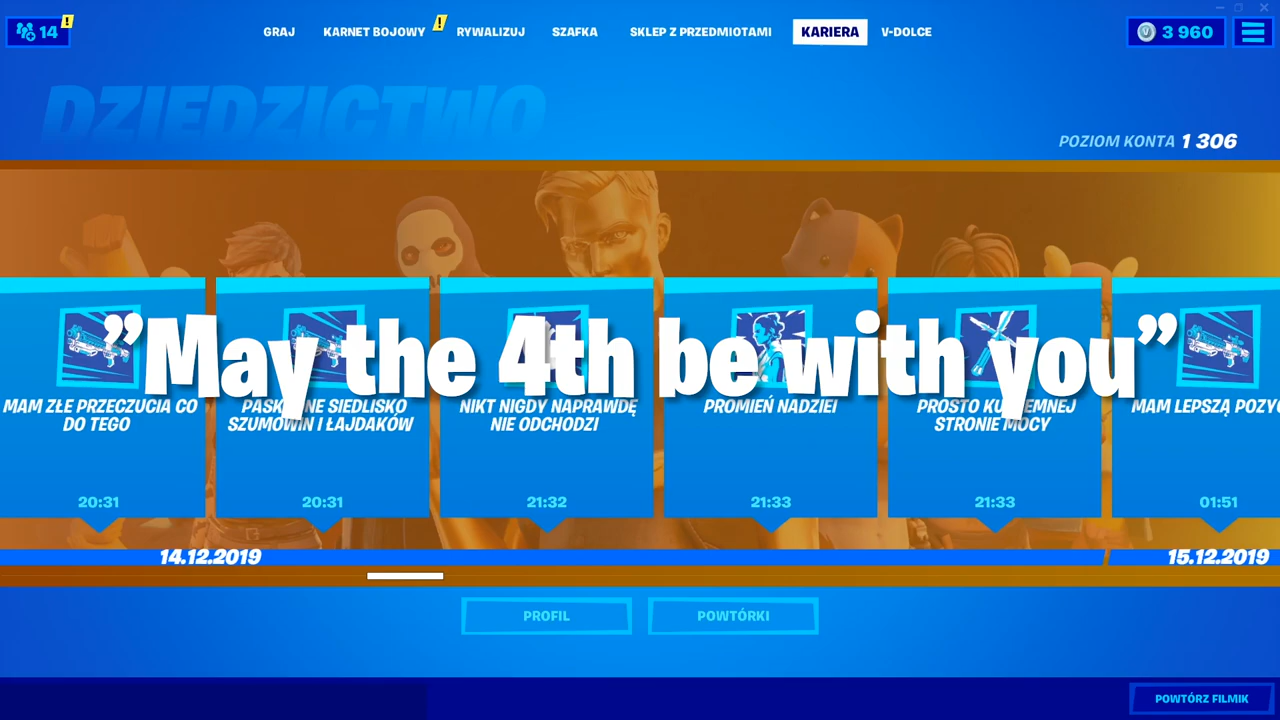 14
!
GRAJ
KARNET BOJOWY
!
RYWALIZUJ
SZAFKA
SKLEP Z PRZEDMIOTAMI
KARIERA
V-DOLCE
V
3 960
DZIEDZICTWO
POZIOM KONTA 1 306
”May the 4th be with you”
MAM ZŁE PRZECZUCIA CO
DO TEGO
20:31
SIEDLISKO
SZUMOWIN I ŁAJDAKÓW
20:31
NIKT NIGDY NAPRAWDĘ
NIE ODCHODZI
21:32
PROMIEŃ NADZIEI
21:33
PROSTO
STRONIE MOCY
21:33
MAM LEPSZĄ
01:51
14.12.2019
15.12.2019
PROFIL
POWTÓRKI
POWTÓRZ FILMIK